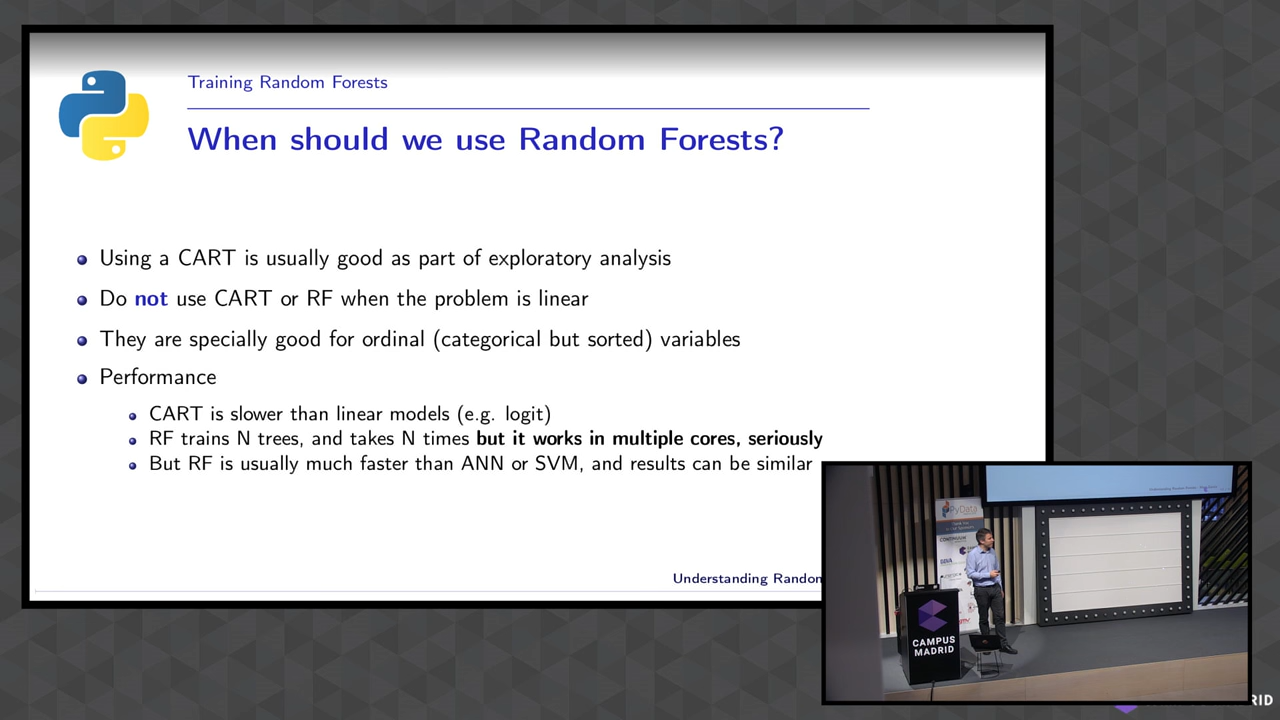 Training Random Forests
When should we use Random Forests?
Using a CART is usually good as part of exploratory analysis
Do not use CART or RF when the problem is linear
They are specially good for ordinal (categorical but sorted) variables
Performance
CART is slower than linear models (e.g. logit)
RF trains N trees, and takes N times but it works in multiple cores, seriously
But RF is usually much faster than ANN or SVM, and results can be similar
Understanding Random
PyData
CONTINUUM
BBVA
CAMPUS
MADRID
RID